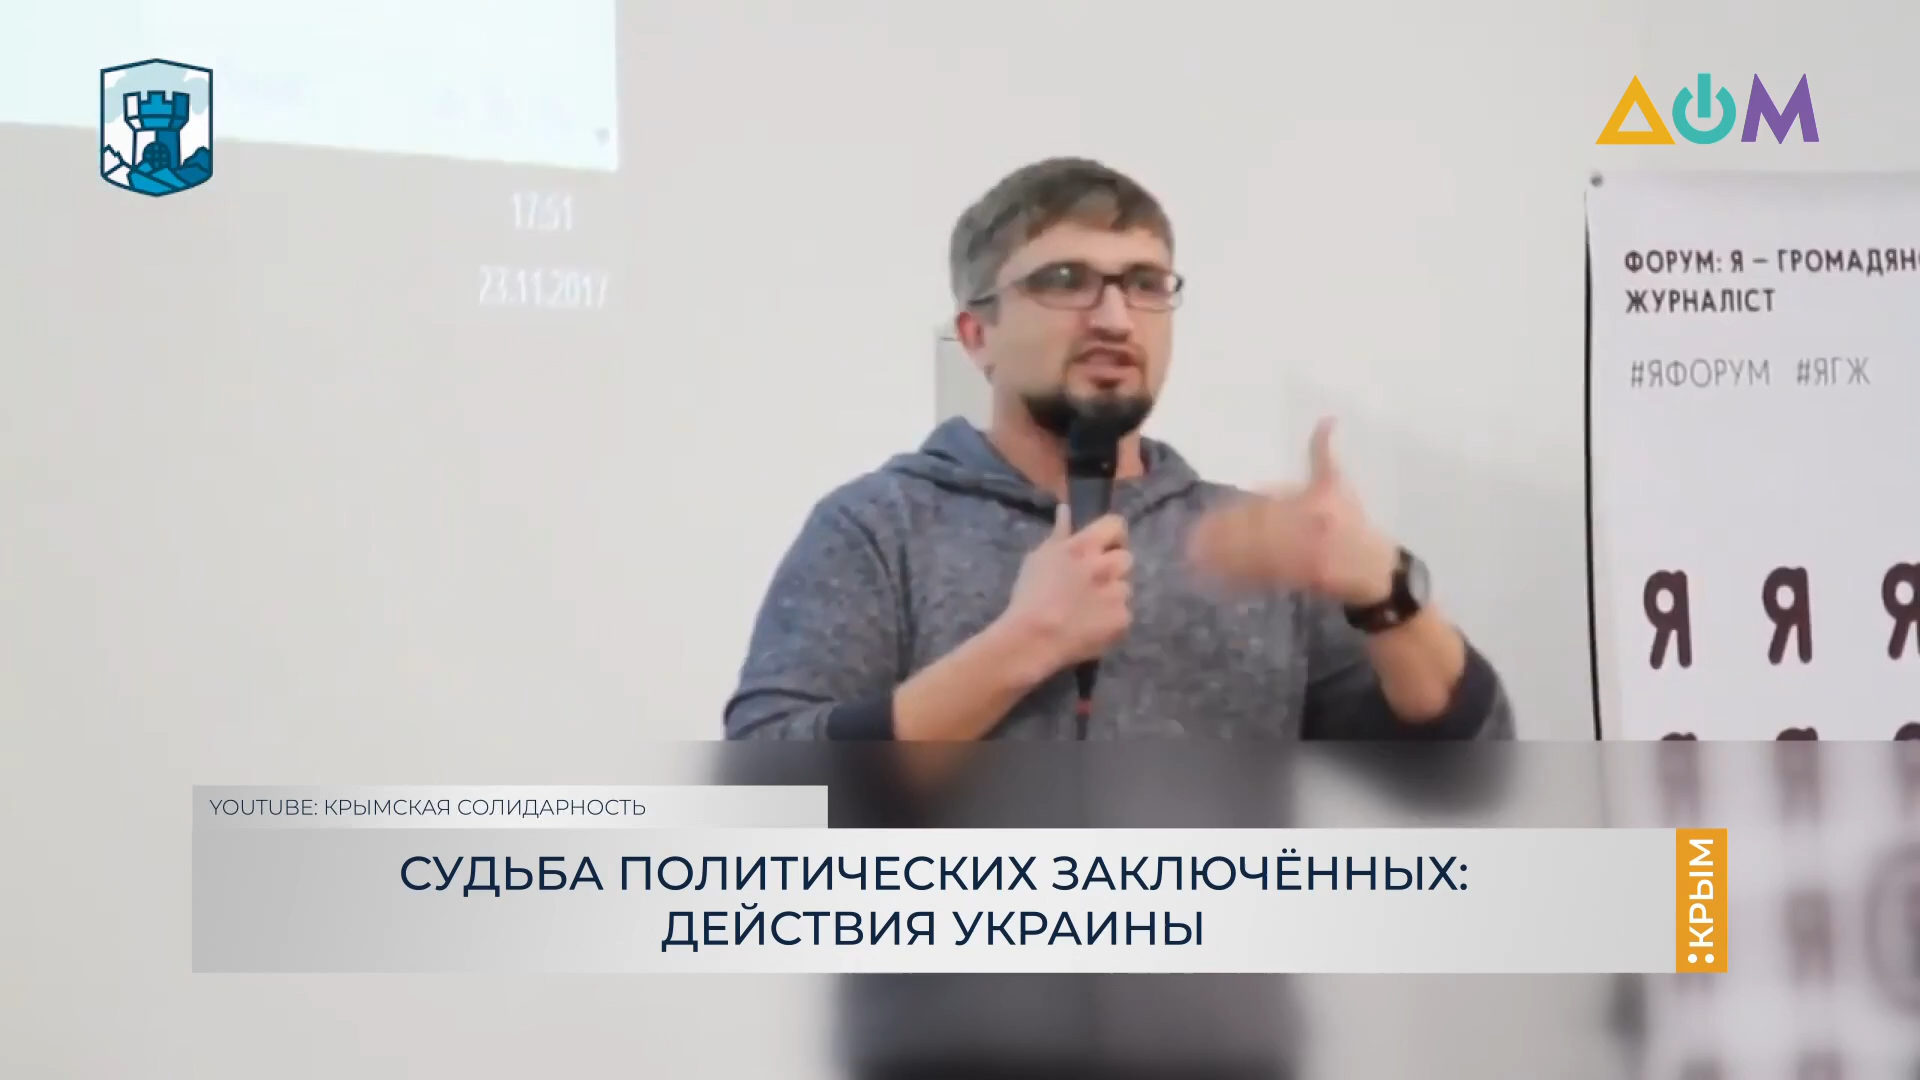 ДОМ
17:51
23.11.2017
ФОРУМ: Я – ГРОМАДЯН
ЖУРНАЛІСТ
#ЯФОРУМ #ЯГЖ
Я Я Я
Я Я Я
YOUTUBE: КРЫМСКАЯ СОЛИДАРНОСТЬ
СУДЬБА ПОЛИТИЧЕСКИХ ЗАКЛЮЧЁННЫХ:
ДЕЙСТВИЯ УКРАИНЫ
:КРЫМ